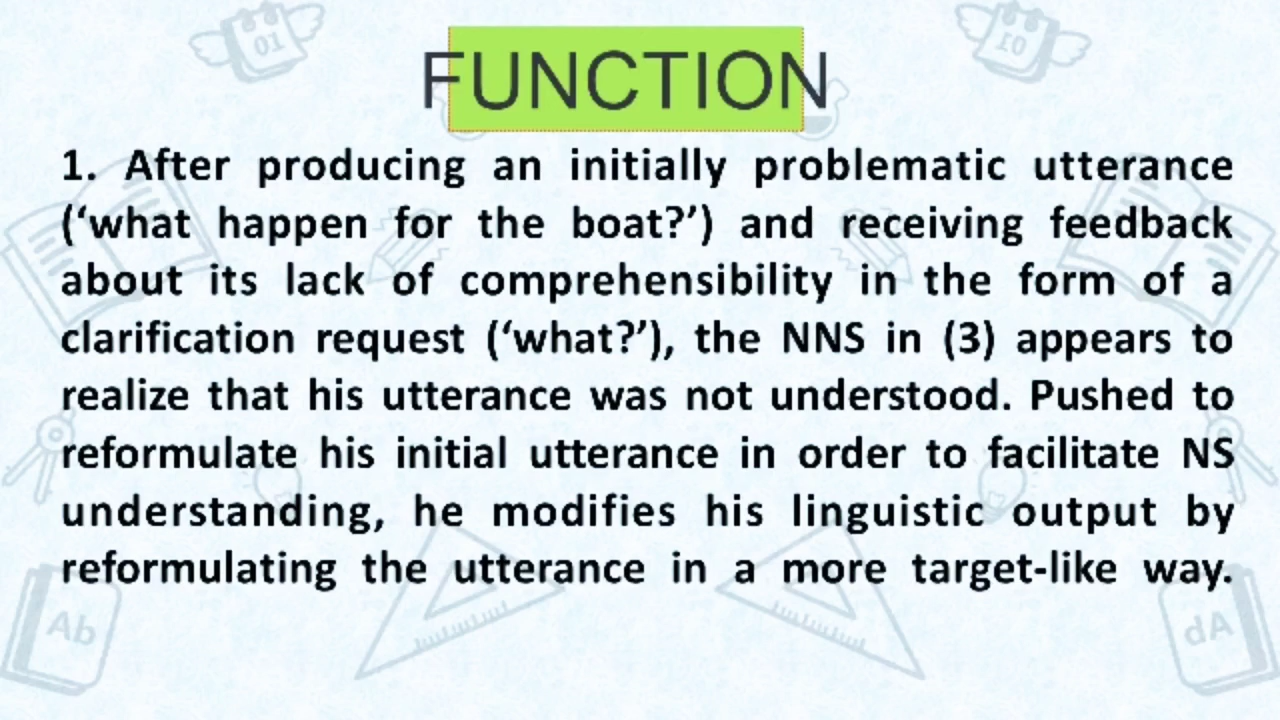 FUNCTION
1. After producing an initially problematic utterance
(‘what happen for the boat?’) and receiving feedback
about its lack of comprehensibility in the form of a
clarification request (‘what?’), the NNS in (3) appears to
realize that his utterance was not understood. Pushed to
reformulate his initial utterance in order to facilitate NS
understanding, he modifies his linguistic output by
reformulating the utterance in a more target-like way.
10
Ab